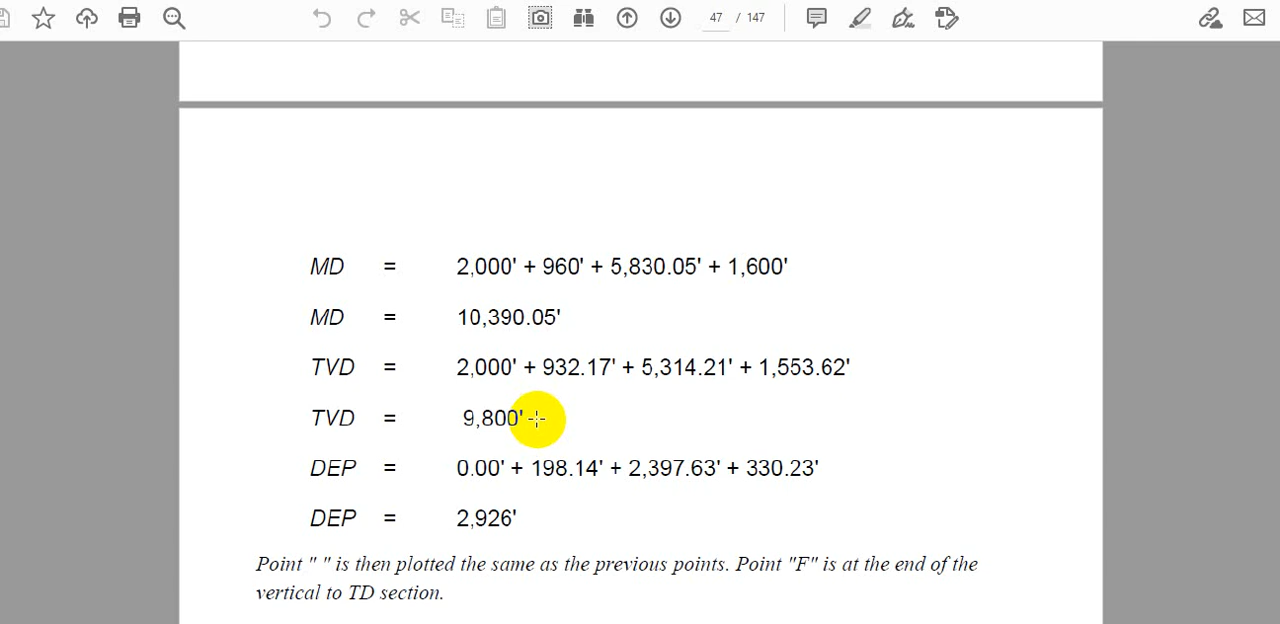 47 / 147
MD = 2,000' + 960' + 5,830.05' + 1,600'
MD = 10,390.05'
TVD = 2,000' + 932.17' + 5,314.21' + 1,553.62'
TVD = 9,800'
DEP = 0.00' + 198.14' + 2,397.63' + 330.23'
DEP = 2,926'
Point " " is then plotted the same as the previous points. Point "F" is at the end of the
vertical to TD section.